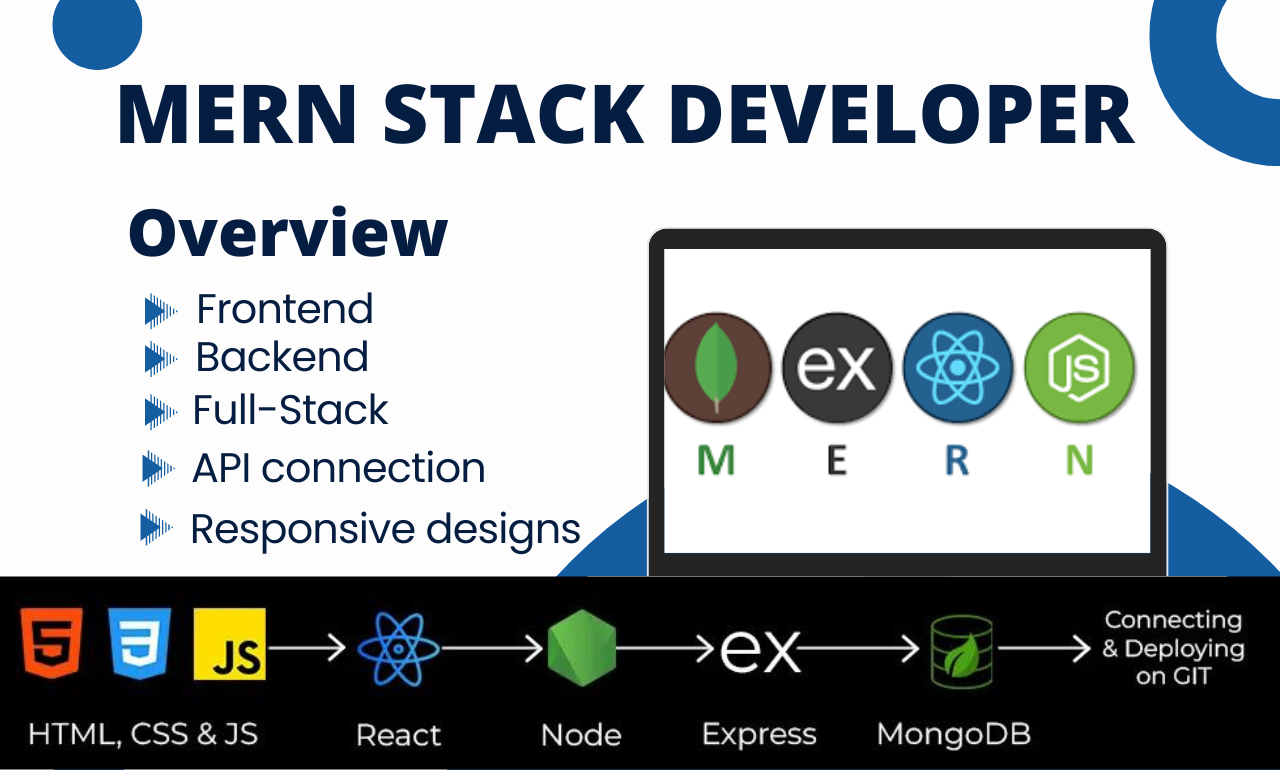 MERN STACK DEVELOPER
Overview
Frontend
Backend
Full-Stack
API connection
Responsive designs
ex
JS
M E R N
5 3 JS
ex
Connecting
& Deploying
on GIT
HTML, CSS & JS
React
Node
Express
MongoDB